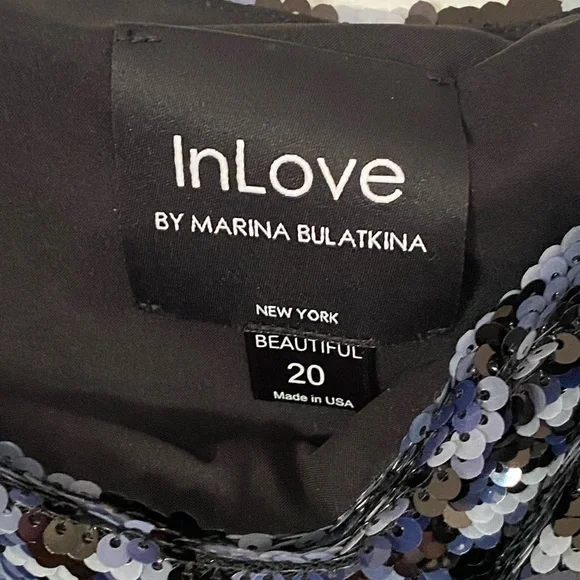 InLove
BY MARINA BULATKINA
NEW YORK
BEAUTIFUL
20
Made in USA